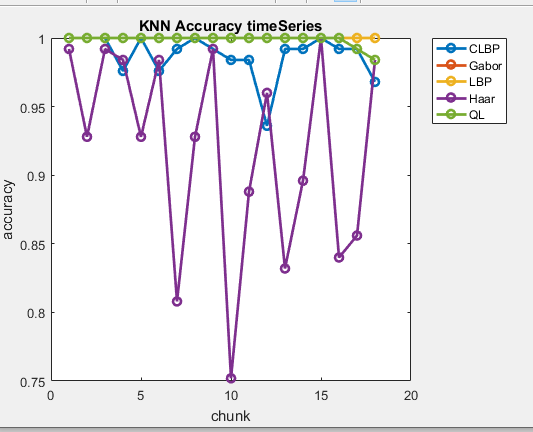 KNN Accuracy timeSeries
accuracy
1
0.95
0.9
0.85
0.8
0.75
0 5 10 15 20
chunk
CLBP
Gabor
LBP
Haar
QL